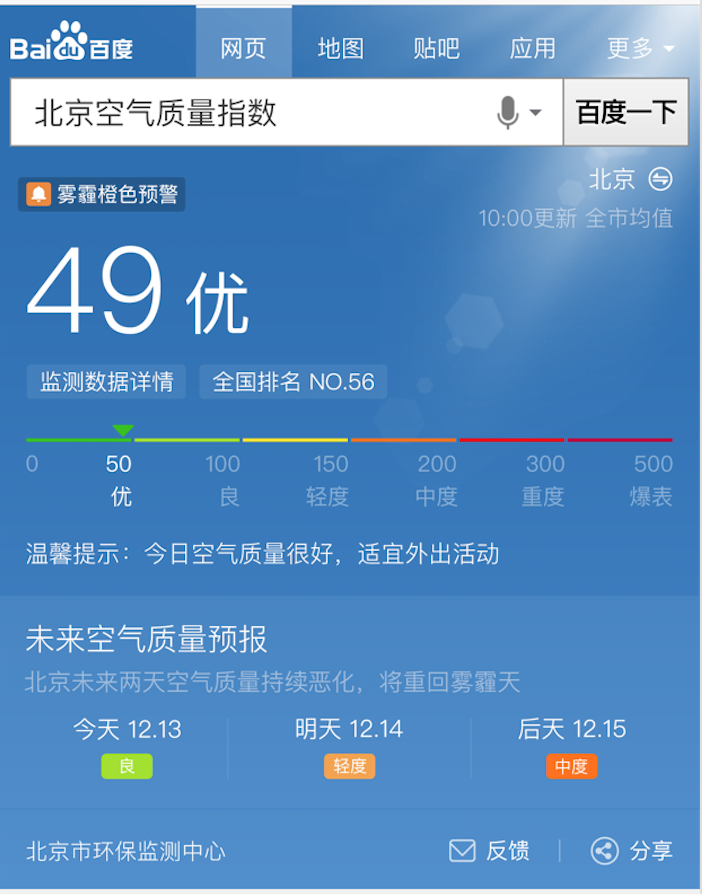 Bai du 百度 网页 地图 贴吧 应用 更多
北京空气质量指数 百度一下
雾霾橙色预警 北京
10:00更新 全市均值
49 优
监测数据详情 全国排名 NO.56
0 50 100 150 200 300 500
优 良 轻度 中度 重度 爆表
温馨提示：今日空气质量很好，适宜外出活动
未来空气质量预报
北京未来两天空气质量持续恶化，将重回雾霾天
今天 12.13 明天 12.14 后天 12.15
良 轻度 中度
北京市环保监测中心 反馈 | 分享